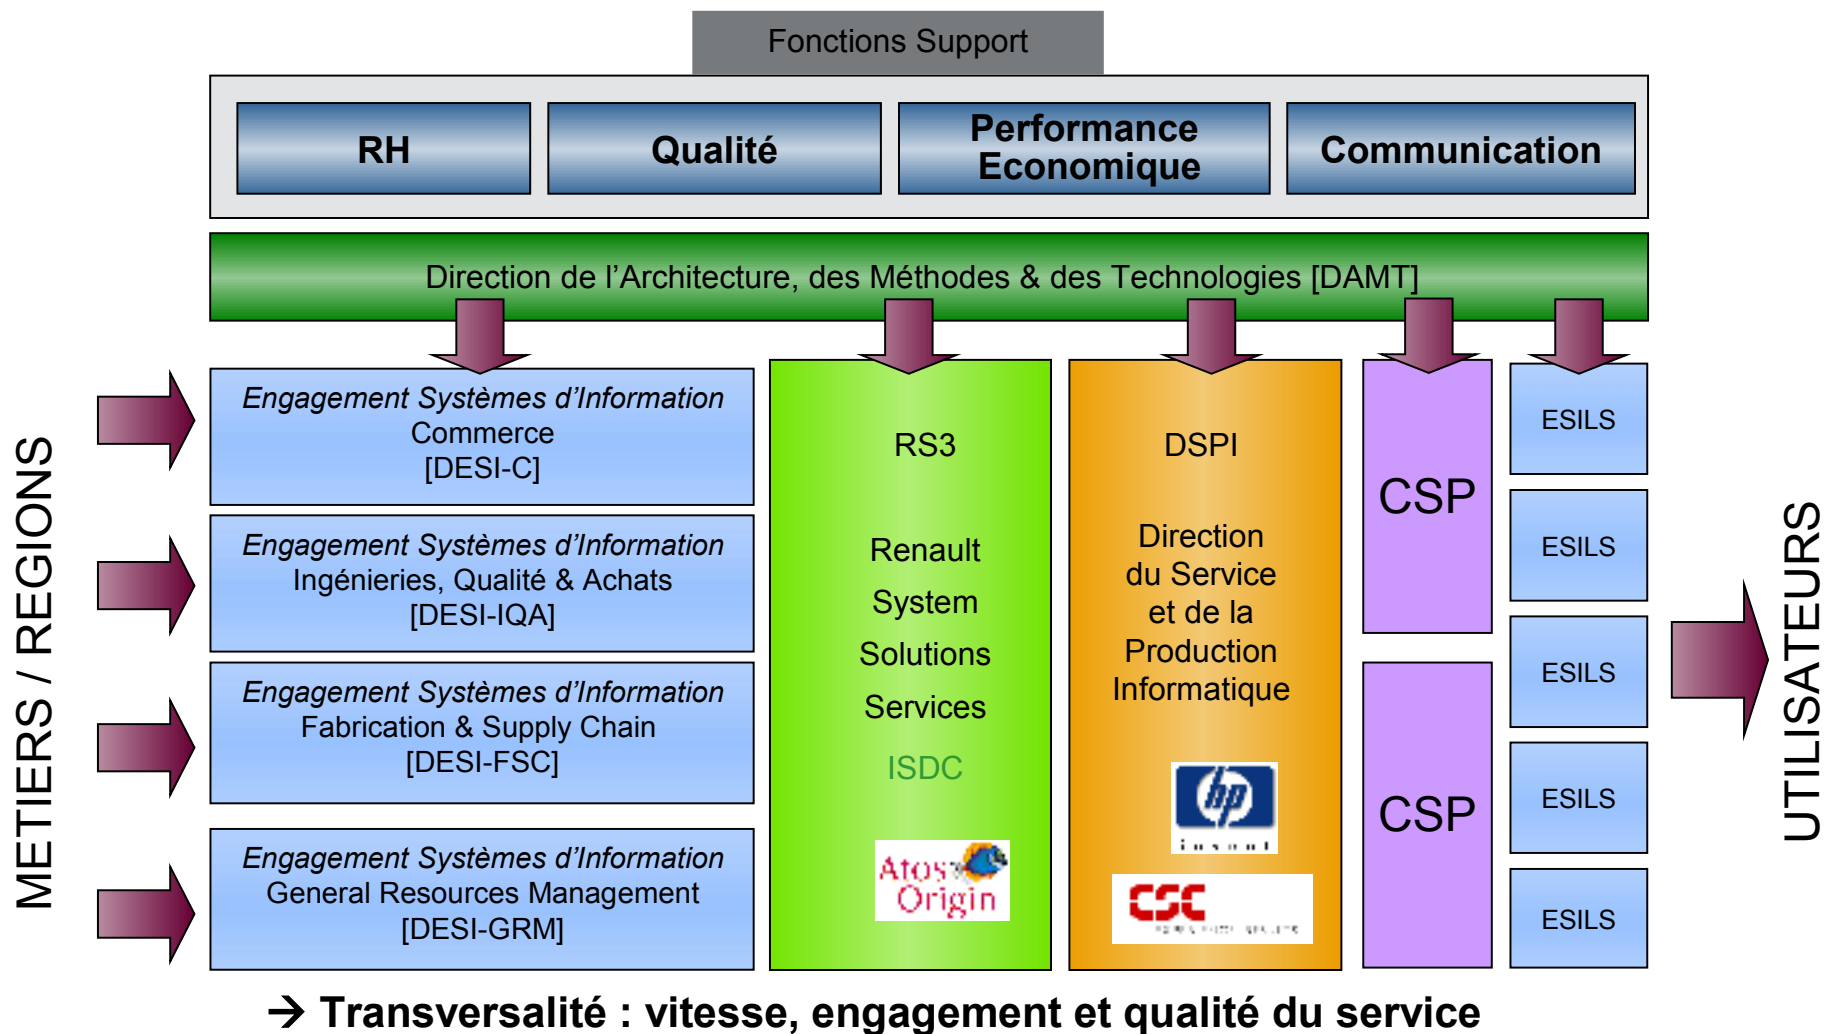 Fonctions Support
RH
Qualité
Performance
Economique
Communication
Direction de l’Architecture, des Méthodes & des Technologies [DAMT]
METIERS / REGIONS
Engagement Systèmes d’Information
Commerce
[DESI-C]
Engagement Systèmes d’Information
Ingénieries, Qualité & Achats
[DESI-IQA]
Engagement Systèmes d’Information
Fabrication & Supply Chain
[DESI-FSC]
Engagement Systèmes d’Information
General Resources Management
[DESI-GRM]
RS3
Renault
System
Solutions
Services
ISDC
Atos
Origin
DSPI
Direction
du Service
et de la
Production
Informatique
hp
invent
CSC
CSP
CSP
ESILS
ESILS
ESILS
ESILS
ESILS
UTILISATEURS
→ Transversalité : vitesse, engagement et qualité du service